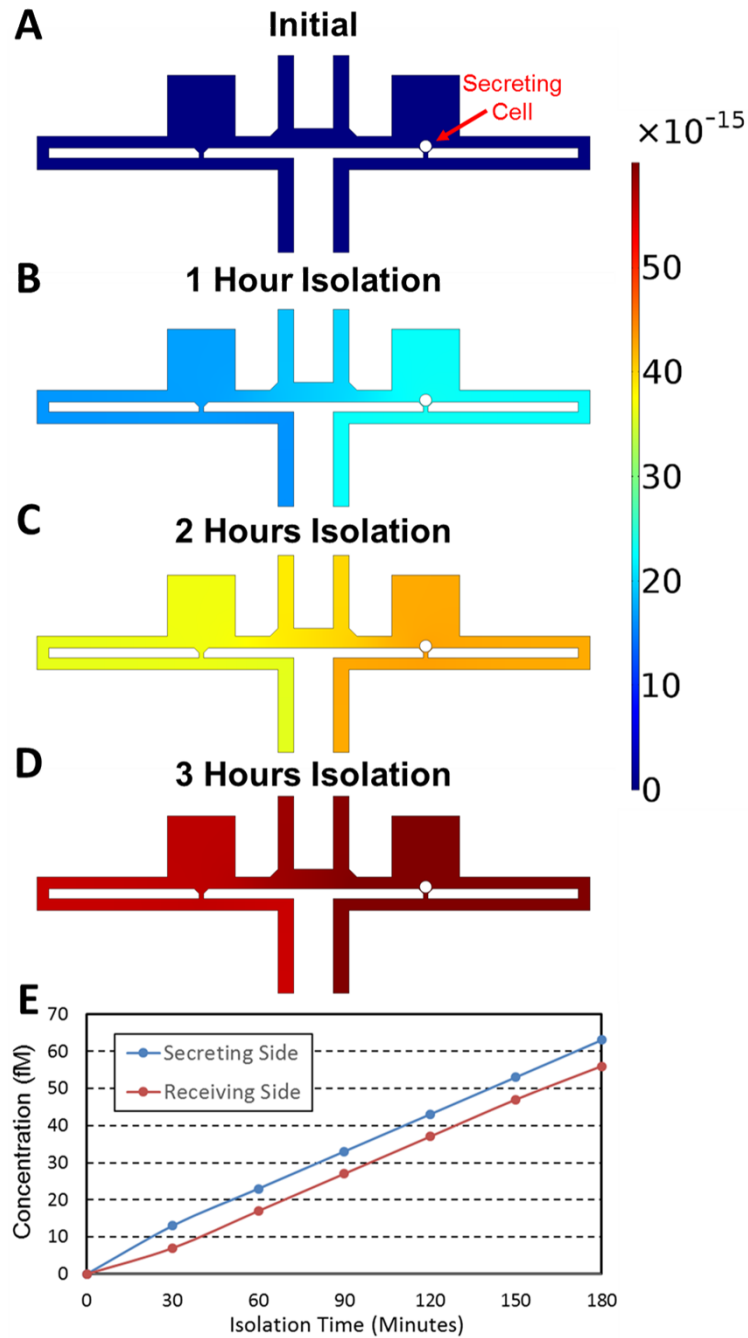 A
Initial
Secreting
Cell
×10⁻¹⁵
50
40
30
20
10
0
B
1 Hour Isolation
C
2 Hours Isolation
D
3 Hours Isolation
E
70
60
50
40
30
20
10
0
Concentration (fM)
Secreting Side
Receiving Side
0 30 60 90 120 150 180
Isolation Time (Minutes)